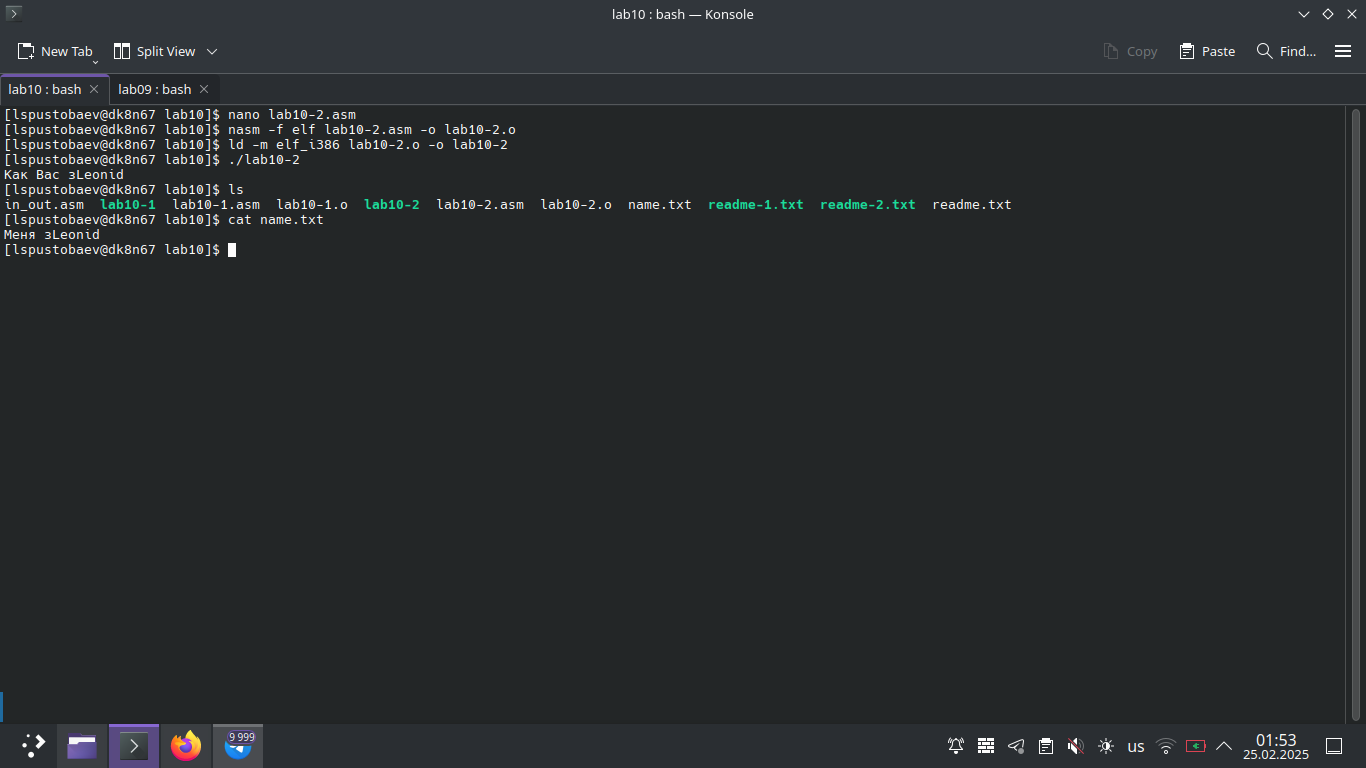 lab10 : bash — Konsole
New Tab Split View Copy Paste Find...
lab10 : bash lab09 : bash
[lspustobaev@dk8n67 lab10]$ nano lab10-2.asm
[lspustobaev@dk8n67 lab10]$ nasm -f elf lab10-2.asm -o lab10-2.o
[lspustobaev@dk8n67 lab10]$ ld -m elf_i386 lab10-2.o -o lab10-2
[lspustobaev@dk8n67 lab10]$ ./lab10-2
Как Вас зLeonid
[lspustobaev@dk8n67 lab10]$ ls
in_out.asm lab10-1 lab10-1.asm lab10-1.o lab10-2 lab10-2.asm lab10-2.o name.txt readme-1.txt readme-2.txt readme.txt
[lspustobaev@dk8n67 lab10]$ cat name.txt
Меня зLeonid
[lspustobaev@dk8n67 lab10]$
9 999
us
01:53
25.02.2025